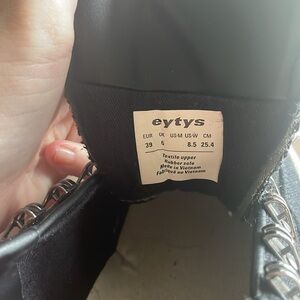 eytys
EUR UK US-M US-W CM
39 6 8.5 25.4
Textile upper
Rubber sole
Made in Vietnam
Fabriqué au Vietnam